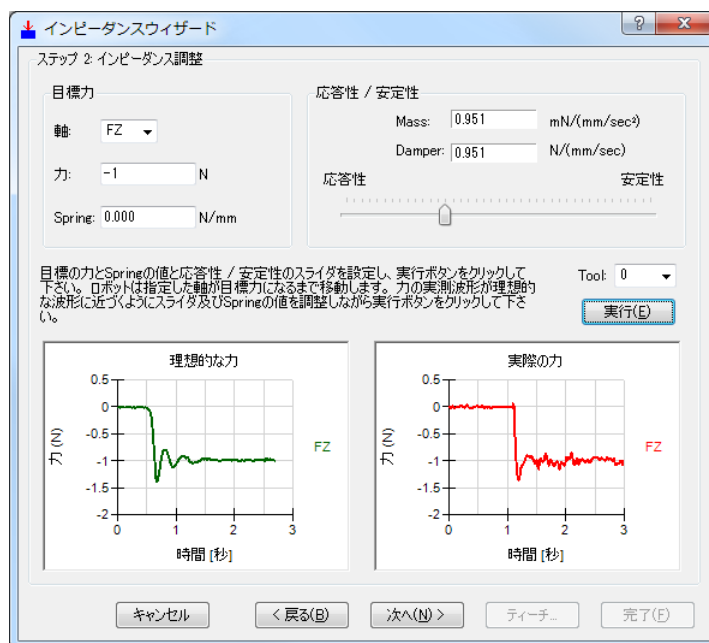 インピーダンスウィザード
ステップ 2: インピーダンス調整
目標力
軸: FZ
力: -1 N
Spring: 0.000 N/mm
応答性 / 安定性
Mass: 0.951 mN/(mm/sec²)
Damper: 0.951 N/(mm/sec)
応答性 安定性
目標の力とSpringの値と応答性 / 安定性のスライダを設定し、実行ボタンをクリックして
下さい。ロボットは指定した軸が目標力になるまで移動します。力の実測波形が理想的
な波形に近づくようにスライダ及びSpringの値を調整しながら実行ボタンをクリックして下さ
い。
Tool: 0
実行(E)
理想的な力
0.5
0
-0.5
-1
-1.5
-2
力 (N)
0 1 2 3
時間 [秒]
FZ
実際の力
0.5
0
-0.5
-1
-1.5
-2
力 (N)
0 1 2 3
時間 [秒]
FZ
キャンセル < 戻る(B) 次へ(N) > ティーチ... 完了(F)